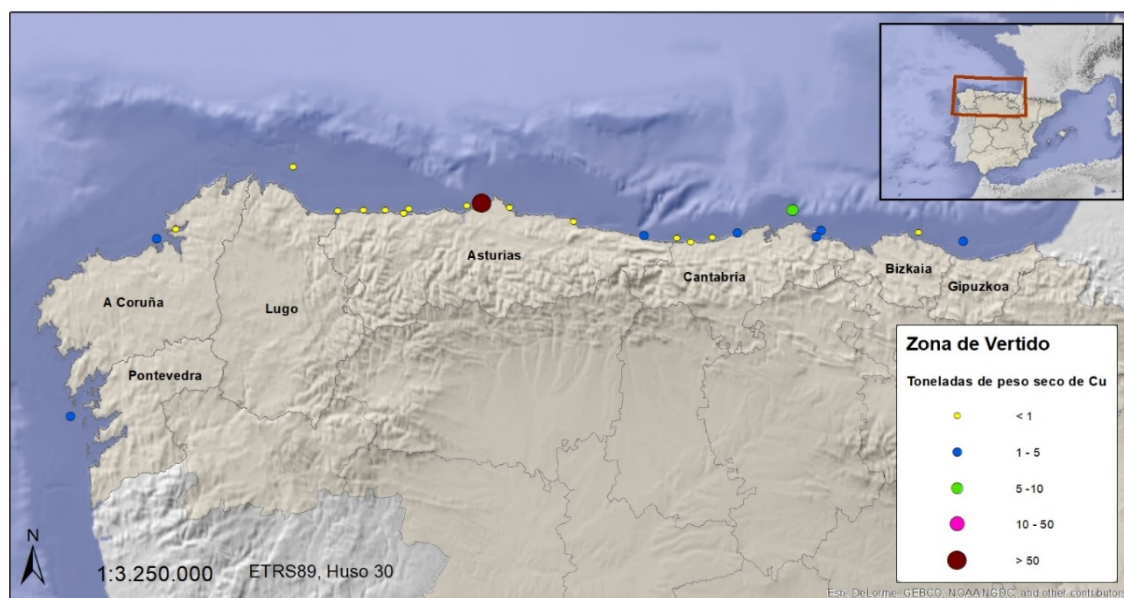 Asturias
Cantabria
Bizkaia
Gipuzkoa
A Coruña
Lugo
Pontevedra
Zona de Vertido
Toneladas de peso seco de Cu
< 1
1 - 5
5 -10
10 - 50
> 50
N
1:3.250.000
ETRS89, Huso 30
Esri, DeLorme, GEBCO, NOAA NGDC, and other contributors